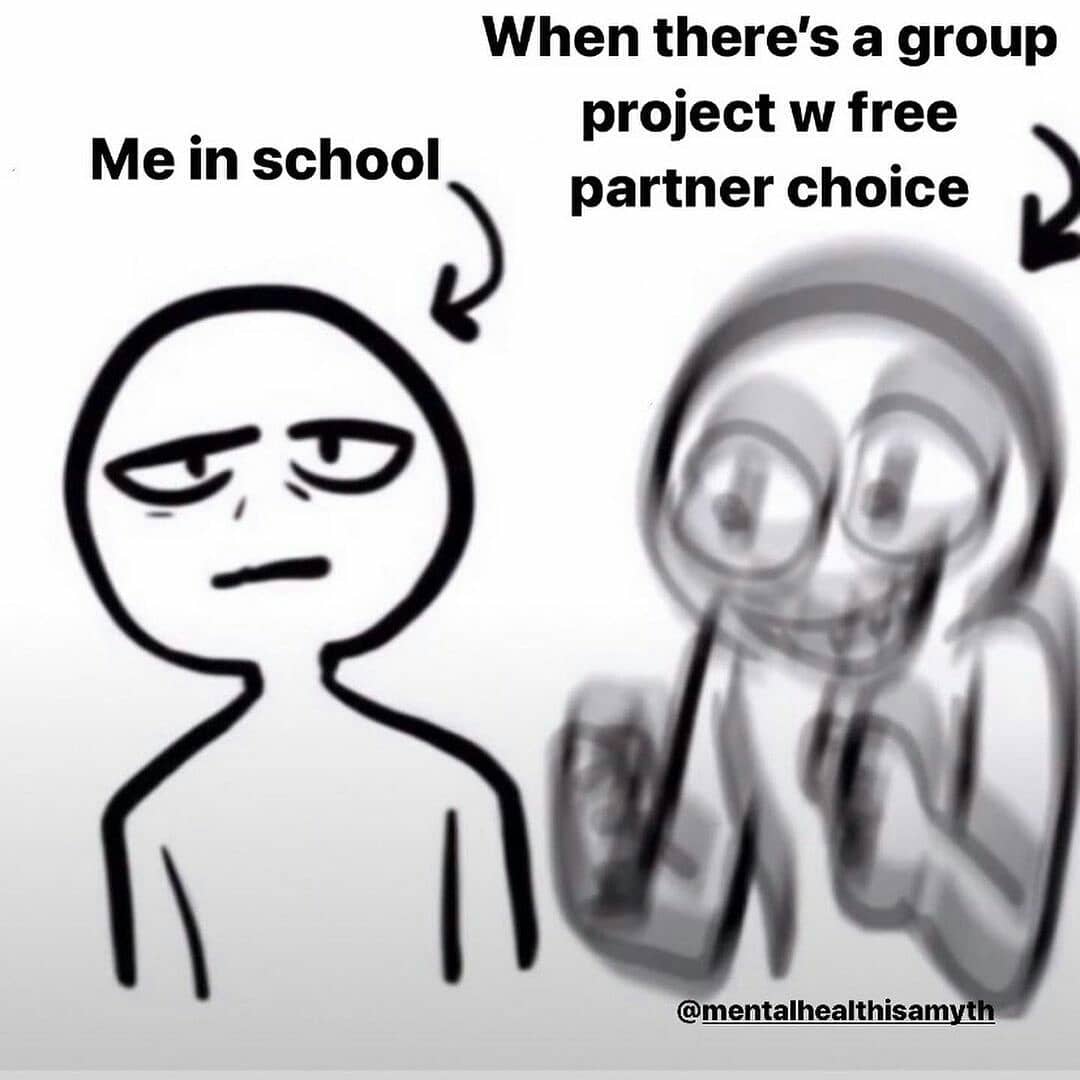 Me in school
When there's a group
project w free
partner choice
@mentalhealthisamyth